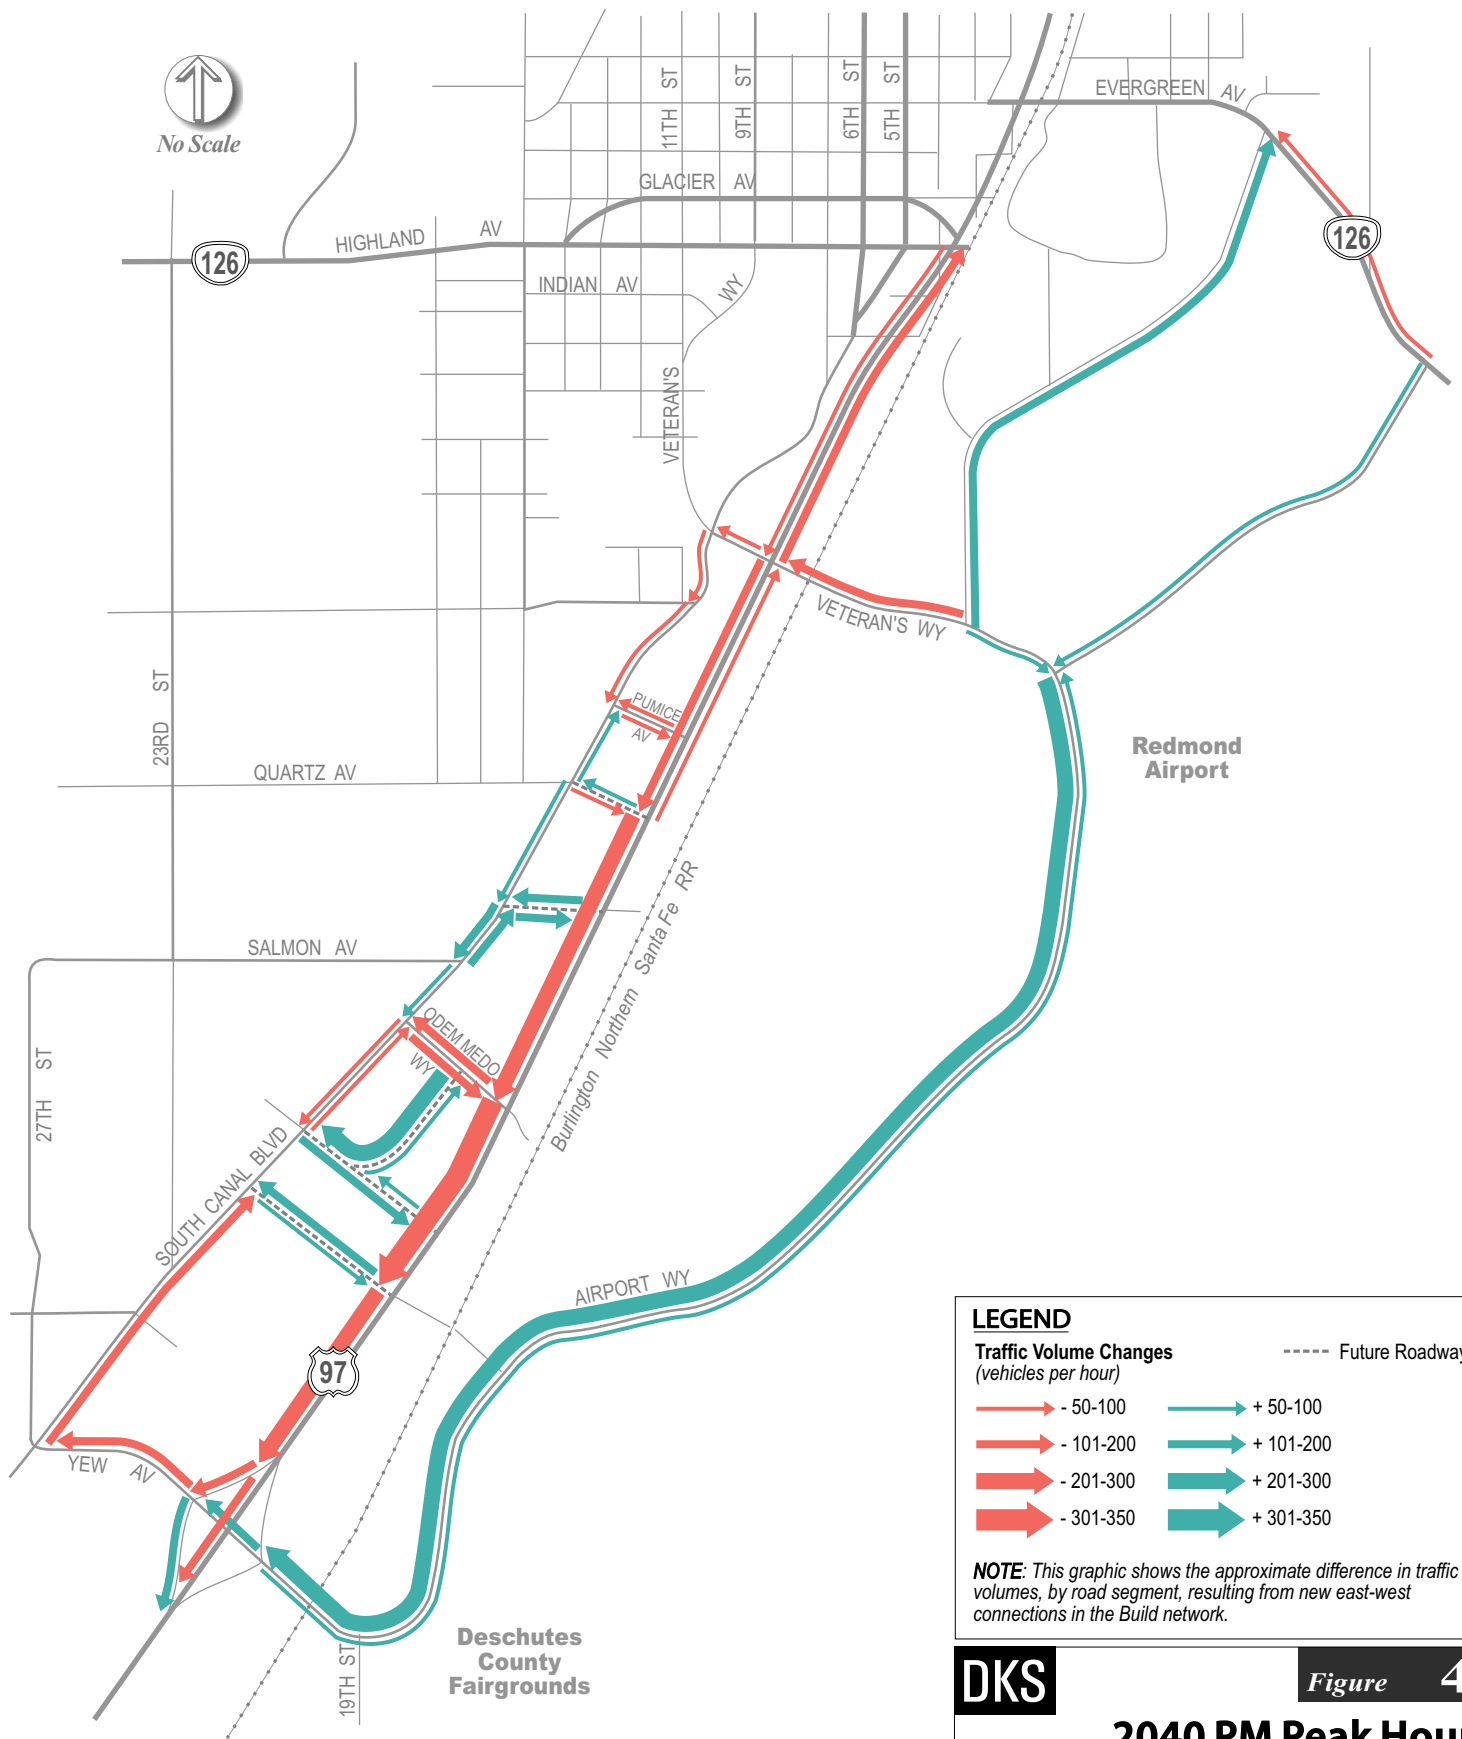 No Scale
11TH ST
9TH ST
6TH ST
5TH ST
EVERGREEN AV
GLACIER AV
HIGHLAND AV
126
126
INDIAN AV
VETERAN'S WY
VETERAN'S WY
23RD ST
PUMICE
AV
QUARTZ AV
Redmond
Airport
Burlington Northern Santa Fe RR
SALMON AV
ODEM MEDO
WY
27TH ST
SOUTH CANAL BLVD
AIRPORT WY
97
YEW AV
19TH ST
Deschutes
County
Fairgrounds
LEGEND
Traffic Volume Changes
(vehicles per hour)
Future Roadway
- 50-100
+ 50-100
- 101-200
+ 101-200
- 201-300
+ 201-300
- 301-350
+ 301-350
NOTE: This graphic shows the approximate difference in traffic
volumes, by road segment, resulting from new east-west
connections in the Build network.
DKS
Figure 4
2040 PM Peak Hour